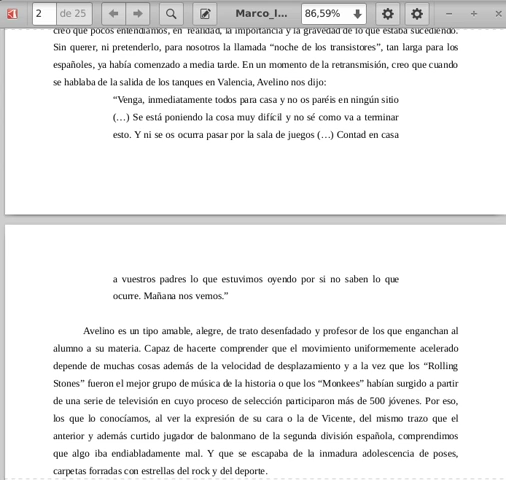 2 de 25 Marco_l... 86,59%
creo que pocos entendíamos, en realidad, la importancia y la gravedad de lo que estaba sucediendo.
Sin querer, ni pretenderlo, para nosotros la llamada “noche de los transistores”, tan larga para los
españoles, ya había comenzado a media tarde. En un momento de la retransmisión, creo que cuando
se hablaba de la salida de los tanques en Valencia, Avelino nos dijo:
“Venga, inmediatamente todos para casa y no os paréis en ningún sitio
(…) Se está poniendo la cosa muy difícil y no sé como va a terminar
esto. Y ni se os ocurra pasar por la sala de juegos (…) Contad en casa
a vuestros padres lo que estuvimos oyendo por si no saben lo que
ocurre. Mañana nos vemos.”
Avelino es un tipo amable, alegre, de trato desenfadado y profesor de los que enganchan al
alumno a su materia. Capaz de hacerte comprender que el movimiento uniformemente acelerado
depende de muchas cosas además de la velocidad de desplazamiento y a la vez que los “Rolling
Stones” fueron el mejor grupo de música de la historia o que los “Monkees” habían surgido a partir
de una serie de televisión en cuyo proceso de selección participaron más de 500 jóvenes. Por eso,
los que lo conocíamos, al ver la expresión de su cara o la de Vicente, del mismo trazo que el
anterior y además curtido jugador de balonmano de la segunda división española, comprendimos
que algo iba endiabladamente mal. Y que se escapaba de la inmadura adolescencia de poses,
carpetas forradas con estrellas del rock y del deporte.